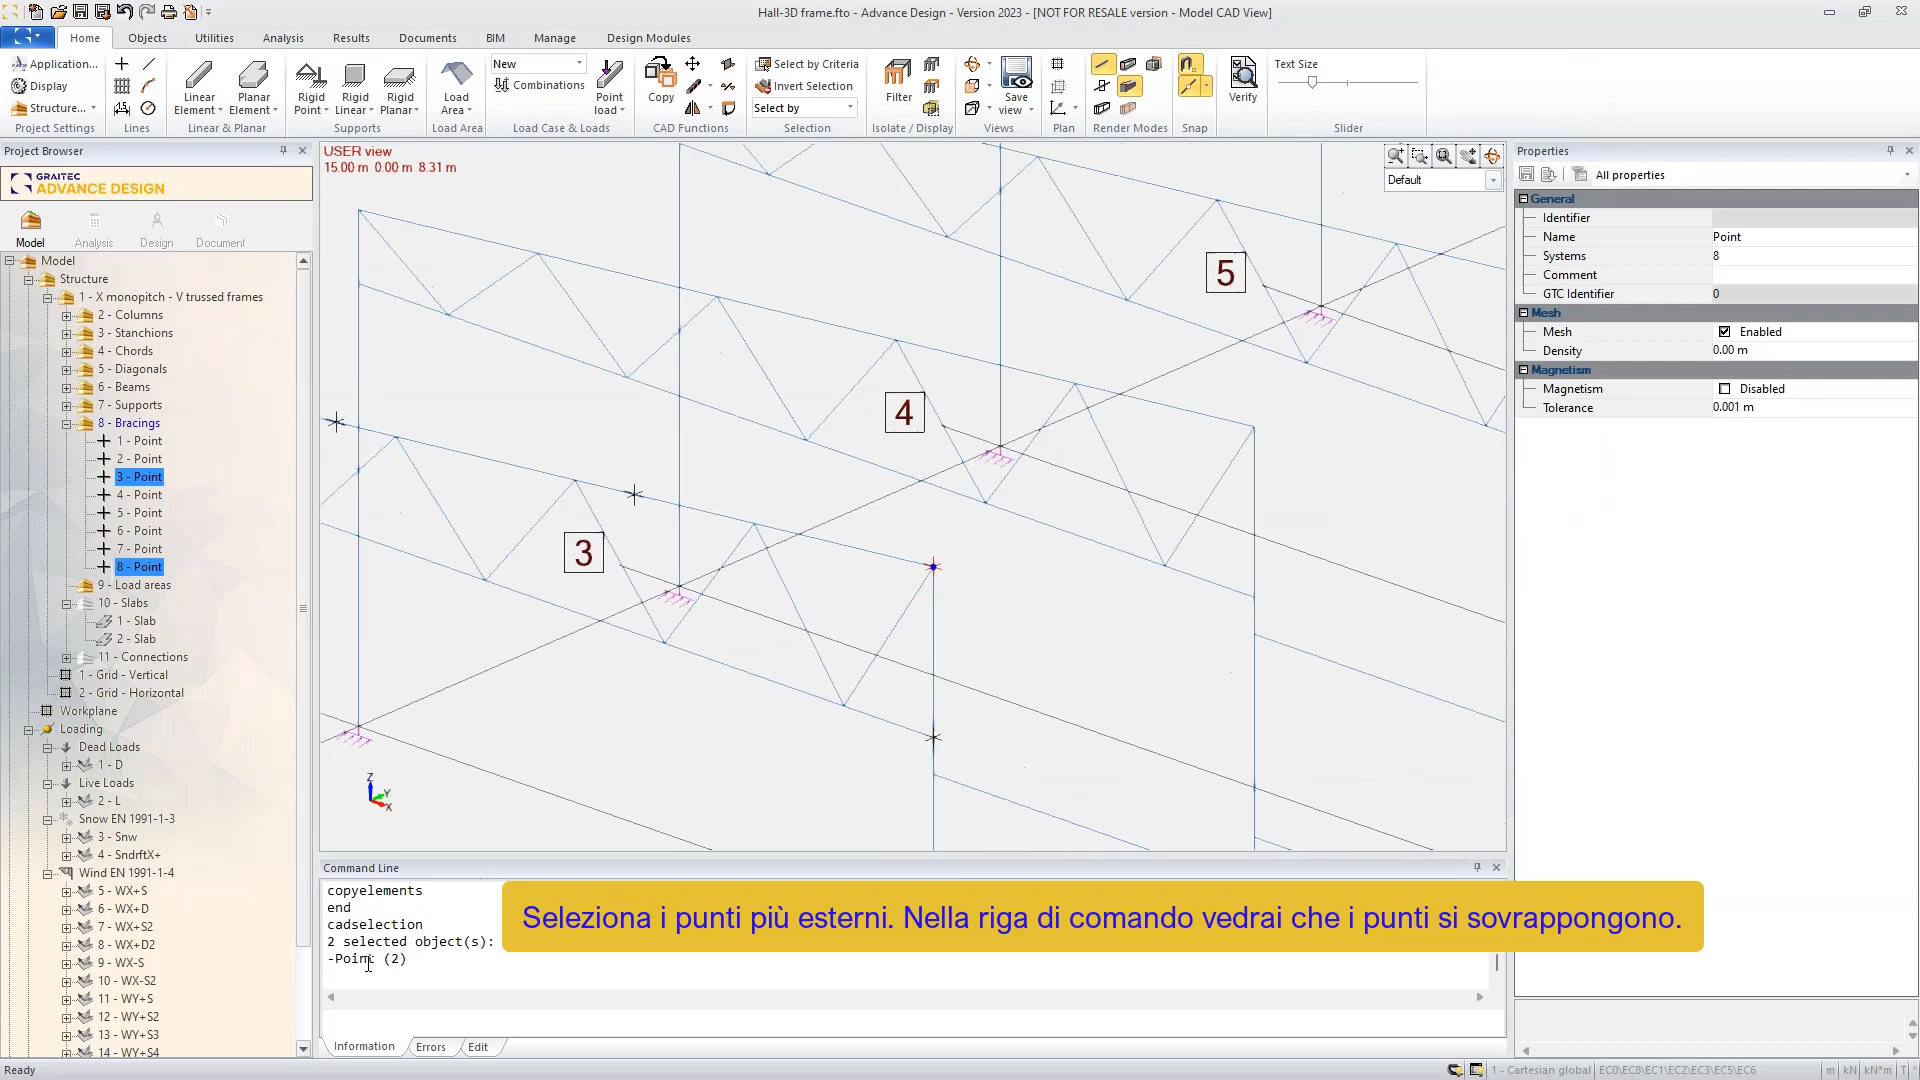 Hall-3D frame.fto - Advance Design - Version 2023 - [NOT FOR RESALE version - Model CAD View]
Home Objects Utilities Analysis Results Documents BIM Manage Design Modules
Application...
Display
Structure...
Project Settings
Lines
Linear Element
Planar Element
Linear & Planar
Rigid Point
Rigid Linear
Rigid Planar
Supports
Load Area
Load Area
New
Combinations
Point load
Load Case & Loads
Copy
CAD Functions
Select by Criteria
Invert Selection
Select by
Selection
Filter
Isolate / Display
Save view
Views
Plan
Render Modes
Snap
Verify
Text Size
Slider
Project Browser
GRAITEC
ADVANCE DESIGN
Model Analysis Design Document
Model
Structure
1 - X monopitch - V trussed frames
2 - Columns
3 - Stanchions
4 - Chords
5 - Diagonals
6 - Beams
7 - Supports
8 - Bracings
1 - Point
2 - Point
3 - Point
4 - Point
5 - Point
6 - Point
7 - Point
8 - Point
9 - Load areas
10 - Slabs
1 - Slab
2 - Slab
11 - Connections
1 - Grid - Vertical
2 - Grid - Horizontal
Workplane
Loading
Dead Loads
1 - D
Live Loads
2 - L
Snow EN 1991-1-3
3 - Snw
4 - SndrftX+
Wind EN 1991-1-4
5 - WX+S
6 - WX+D
7 - WX+S2
8 - WX+D2
9 - WX-S
10 - WX-S2
11 - WY+S
12 - WY+S2
13 - WY+S3
14 - WY+S4
USER view
15.00 m 0.00 m 8.31 m
Default
5
4
3
Z
Y
X
Command Line
copyelements
end
cadselection
2 selected object(s):
-Point (2)
Seleziona i punti più esterni. Nella riga di comando vedrai che i punti si sovrappongono.
Information Errors Edit
Properties
All properties
General
Identifier
Name Point
Systems 8
Comment
GTC Identifier 0
Mesh
Mesh Enabled
Density 0.00 m
Magnetism
Magnetism Disabled
Tolerance 0.001 m
Ready
1 - Cartesian global EC0\EC8\EC1\EC2\EC3\EC5\EC6 m kN kN*m T °